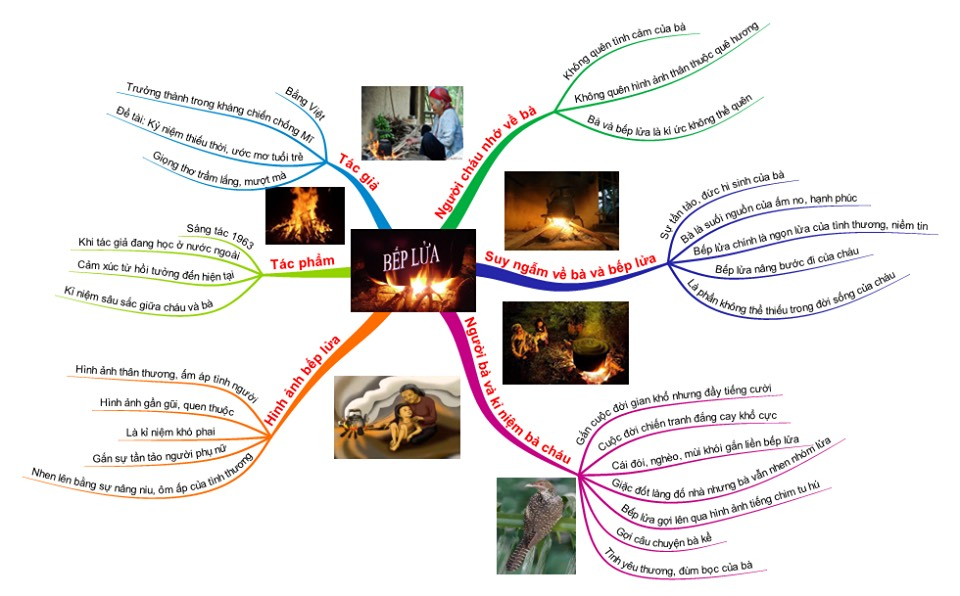 BẾP LỬA
Tác giả
Bằng Việt
Trưởng thành trong kháng chiến chống Mĩ
Đề tài: Kỷ niệm thiếu thời, ước mơ tuổi trẻ
Giọng thơ trầm lắng, mượt mà
Tác phẩm
Sáng tác 1963
Khi tác giả đang học ở nước ngoài
Cảm xúc từ hồi tưởng đến hiện tại
Kỉ niệm sâu sắc giữa cháu và bà
Hình ảnh bếp lửa
Hình ảnh thân thương, ấm áp tình người
Hình ảnh gần gũi, quen thuộc
Là kỉ niệm khó phai
Gắn sự tần tảo người phụ nữ
Nhen lên bằng sự nâng niu, ôm ấp của tình thương
Người cháu nhớ về bà
Không quên tình cảm của bà
Không quên hình ảnh thân thuộc quê hương
Bà và bếp lửa là kí ức không thể quên
Suy ngẫm về bà và bếp lửa
Sự tần tảo, đức hi sinh của bà
Bà là suối nguồn của ấm no, hạnh phúc
Bếp lửa chính là ngọn lửa của tình thương, niềm tin
Bếp lửa nâng bước đi của cháu
Là phần không thể thiếu trong đời sống của cháu
Người bà và kỉ niệm bà cháu
Gắn cuộc đời gian khổ nhưng đầy tiếng cười
Cuộc đời chiến tranh đắng cay khổ cực
Cái đói, nghèo, mùi khói gắn liền bếp lửa
Giặc đốt làng đồ nhà nhưng bà vẫn nhen nhóm lửa
Bếp lửa gợi lên qua hình ảnh tiếng chim tu hú
Gợi câu chuyện bà kể
Tình yêu thương, đùm bọc của bà